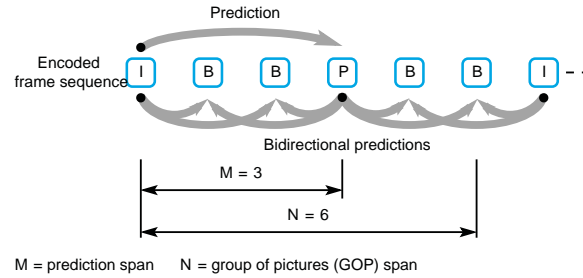 Prediction
Encoded
frame sequence
I B B P B B I
Bidirectional predictions
M = 3
N = 6
M = prediction span N = group of pictures (GOP) span